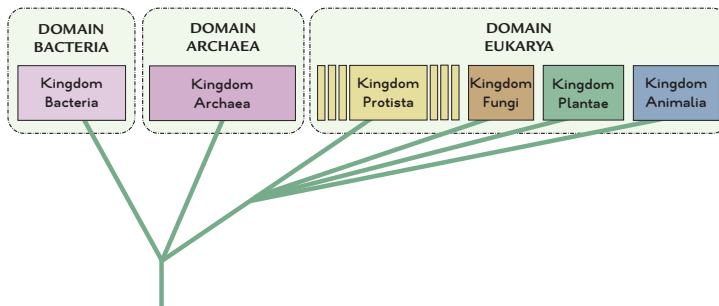 DOMAIN
BACTERIA
Kingdom
Bacteria
DOMAIN
ARCHAEA
Kingdom
Archaea
DOMAIN
EUKARYA
Kingdom
Protista
Kingdom
Fungi
Kingdom
Plantae
Kingdom
Animalia